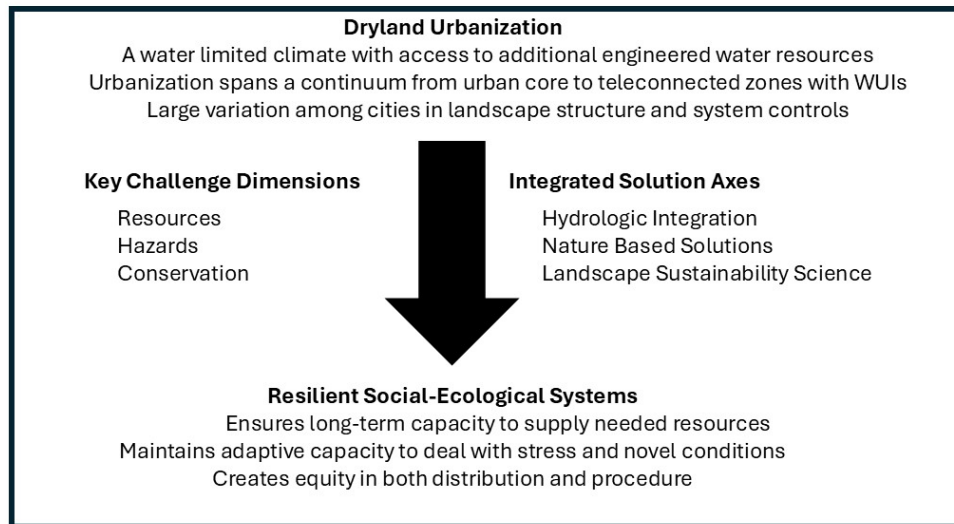 Dryland Urbanization
A water limited climate with access to additional engineered water resources
Urbanization spans a continuum from urban core to teleconnected zones with WUIs
Large variation among cities in landscape structure and system controls
Key Challenge Dimensions
Resources
Hazards
Conservation
Integrated Solution Axes
Hydrologic Integration
Nature Based Solutions
Landscape Sustainability Science
Resilient Social-Ecological Systems
Ensures long-term capacity to supply needed resources
Maintains adaptive capacity to deal with stress and novel conditions
Creates equity in both distribution and procedure